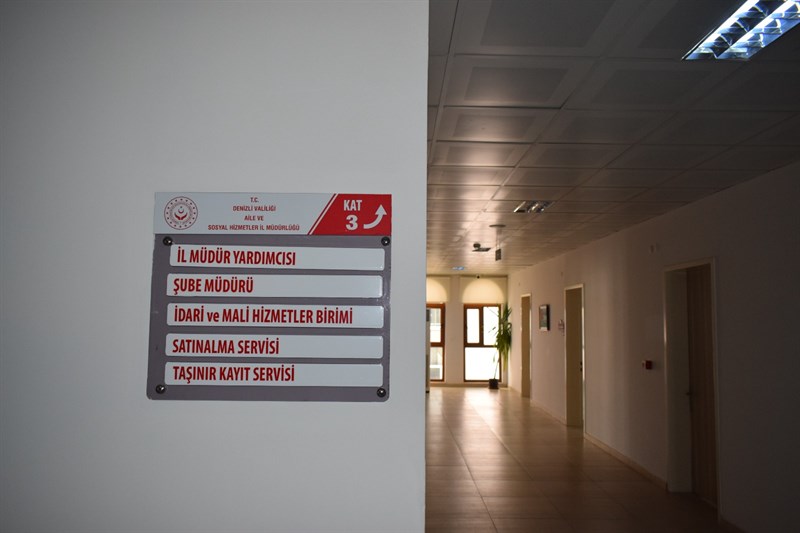 T.C.
DENİZLİ VALİLİĞİ
AİLE VE
SOSYAL HİZMETLER İL MÜDÜRLÜĞÜ
KAT
3
İL MÜDÜR YARDIMCISI
ŞUBE MÜDÜRÜ
İDARİ ve MALİ HİZMETLER BİRİMİ
SATINALMA SERVİSİ
TAŞINIR KAYIT SERVİSİ